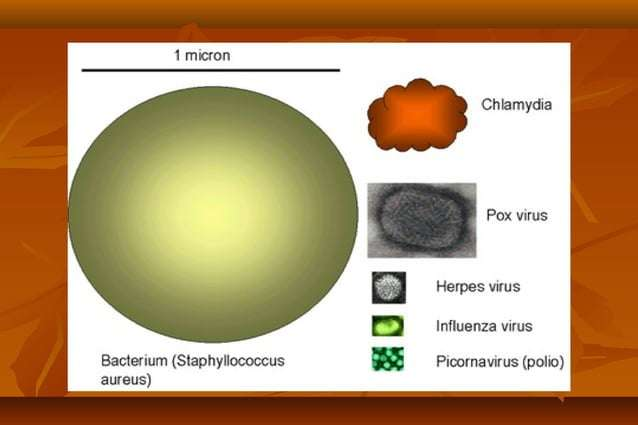 1 micron
Chlamydia
Pox virus
Herpes virus
Influenza virus
Bacterium (Staphyllococcus
aureus)
Picornavirus (polio)